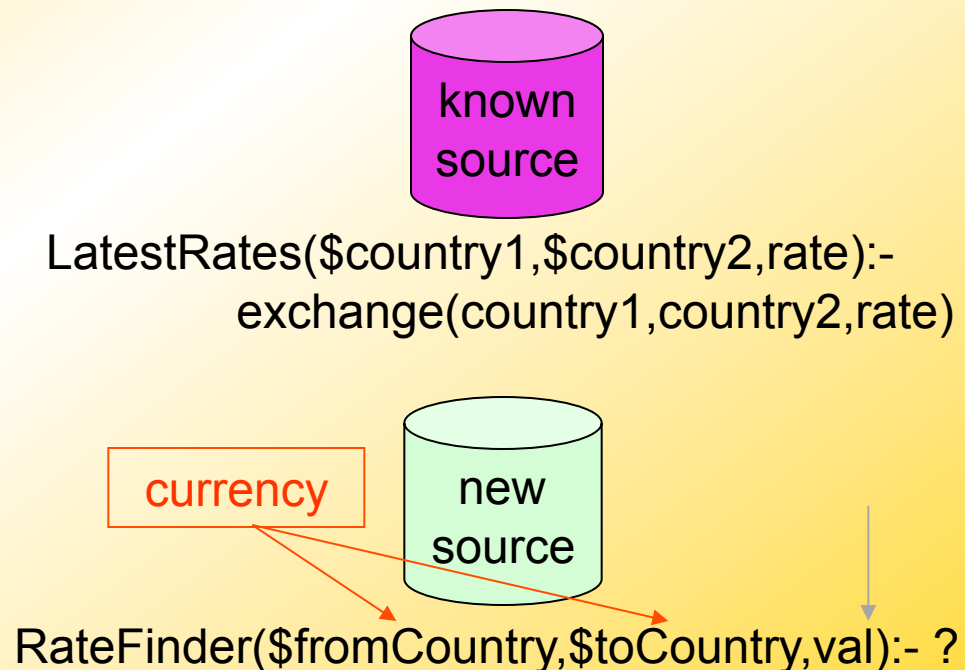 known
source
LatestRates($country1,$country2,rate):-
exchange(country1,country2,rate)
currency
new
source
RateFinder($fromCountry,$toCountry,val):- ?